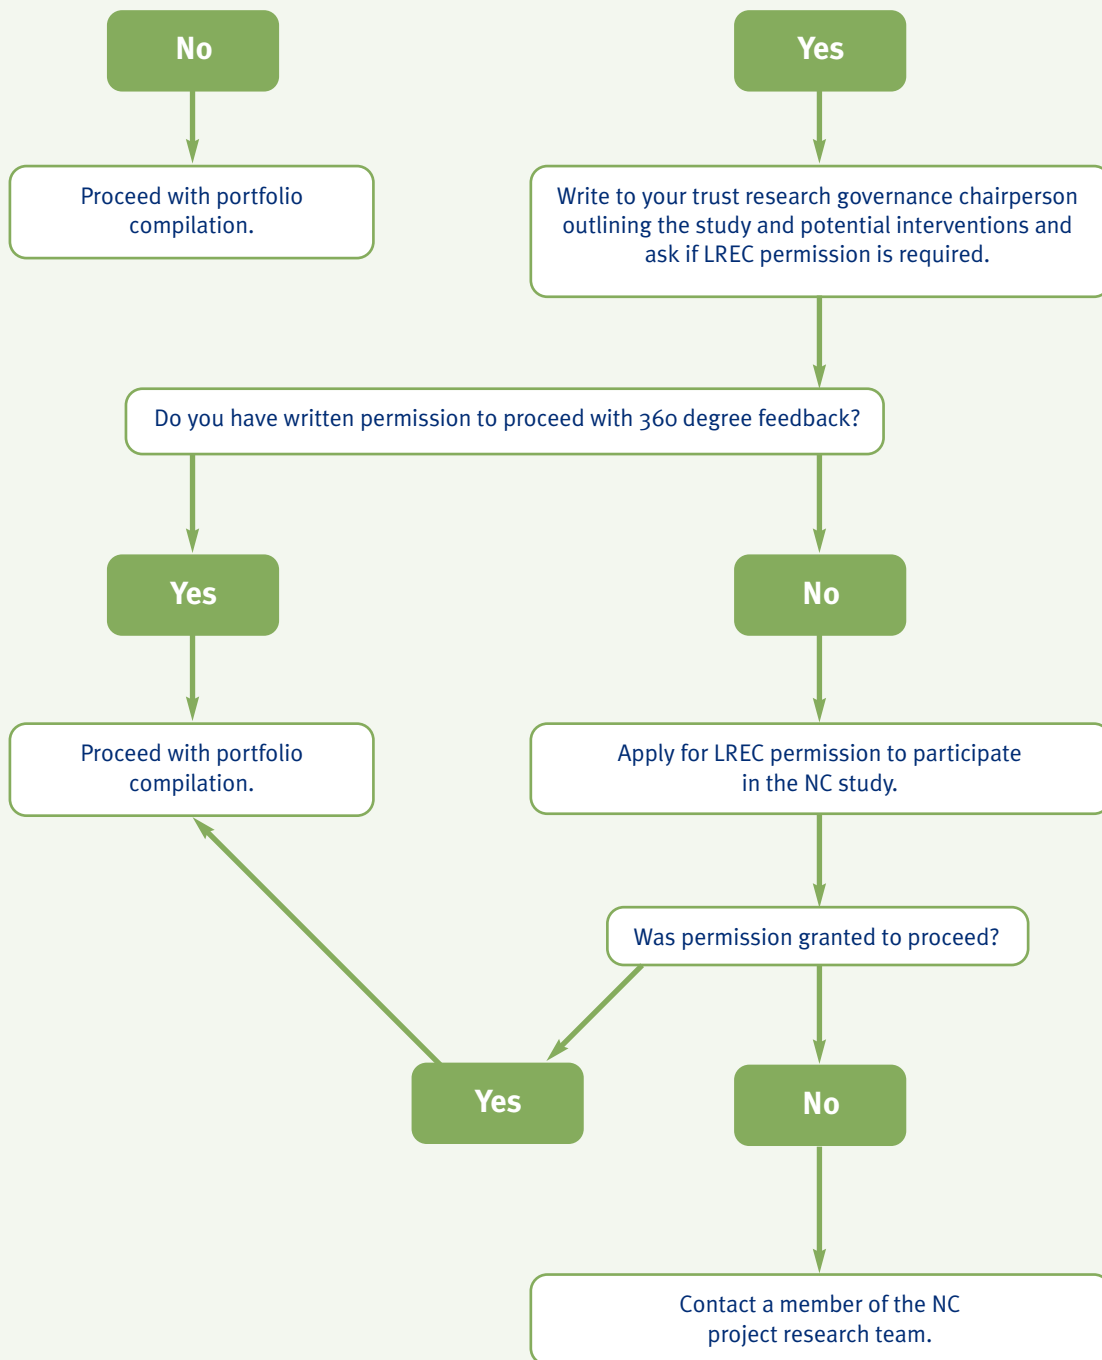 No
Yes
Proceed with portfolio
compilation.
Write to your trust research governance chairperson
outlining the study and potential interventions and
ask if LREC permission is required.
Do you have written permission to proceed with 360 degree feedback?
Yes
No
Proceed with portfolio
compilation.
Apply for LREC permission to participate
in the NC study.
Was permission granted to proceed?
Yes
No
Contact a member of the NC
project research team.